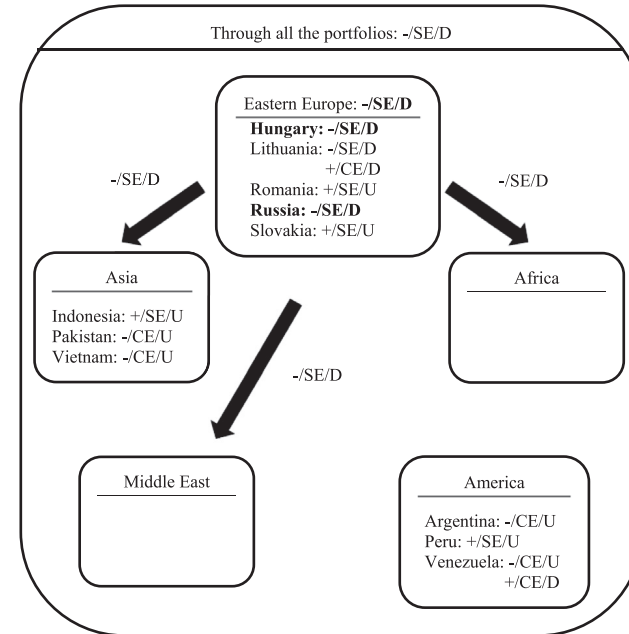 Through all the portfolios: -/SE/D
Eastern Europe: -/SE/D
Hungary: -/SE/D
Lithuania: -/SE/D
+/CE/D
Romania: +/SE/U
Russia: -/SE/D
Slovakia: +/SE/U
-/SE/D
-/SE/D
Asia
Indonesia: +/SE/U
Pakistan: -/CE/U
Vietnam: -/CE/U
Africa
-/SE/D
Middle East
America
Argentina: -/CE/U
Peru: +/SE/U
Venezuela: -/CE/U
+/CE/D